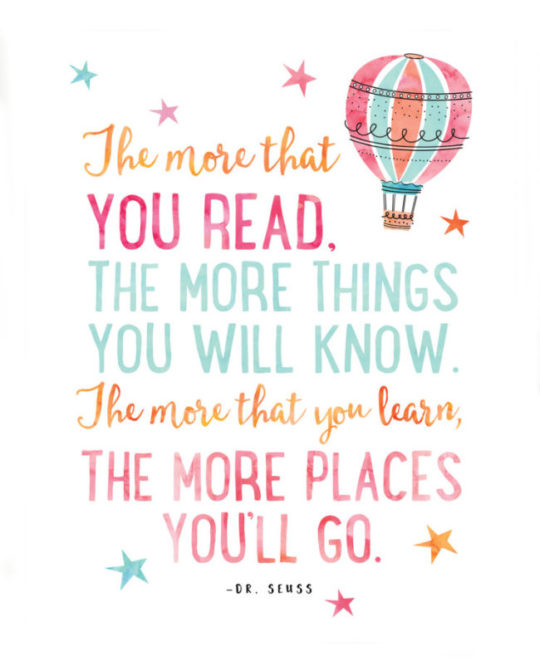 The more that
YOU READ,
THE MORE THINGS
YOU WILL KNOW.
The more that you learn,
THE MORE PLACES
YOU'LL GO.
-DR. SEUSS